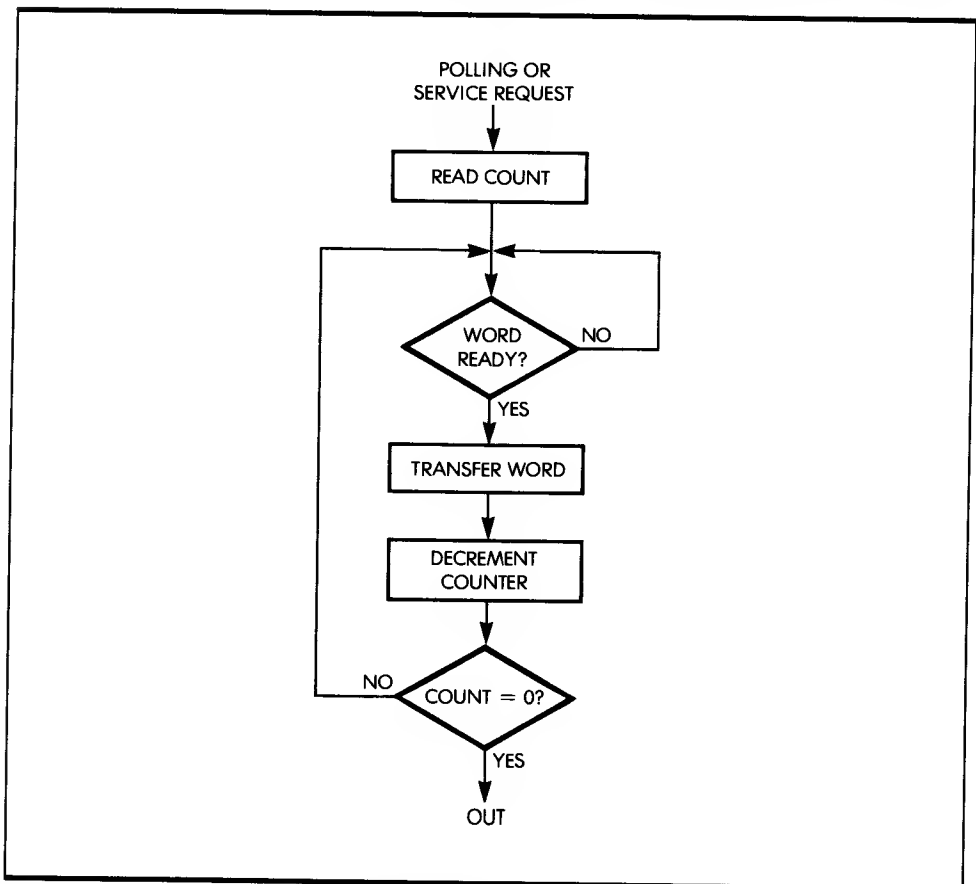 POLLING OR
SERVICE REQUEST
READ COUNT
WORD
READY?
NO
YES
TRANSFER WORD
DECREMENT
COUNTER
NO
COUNT = 0?
YES
OUT